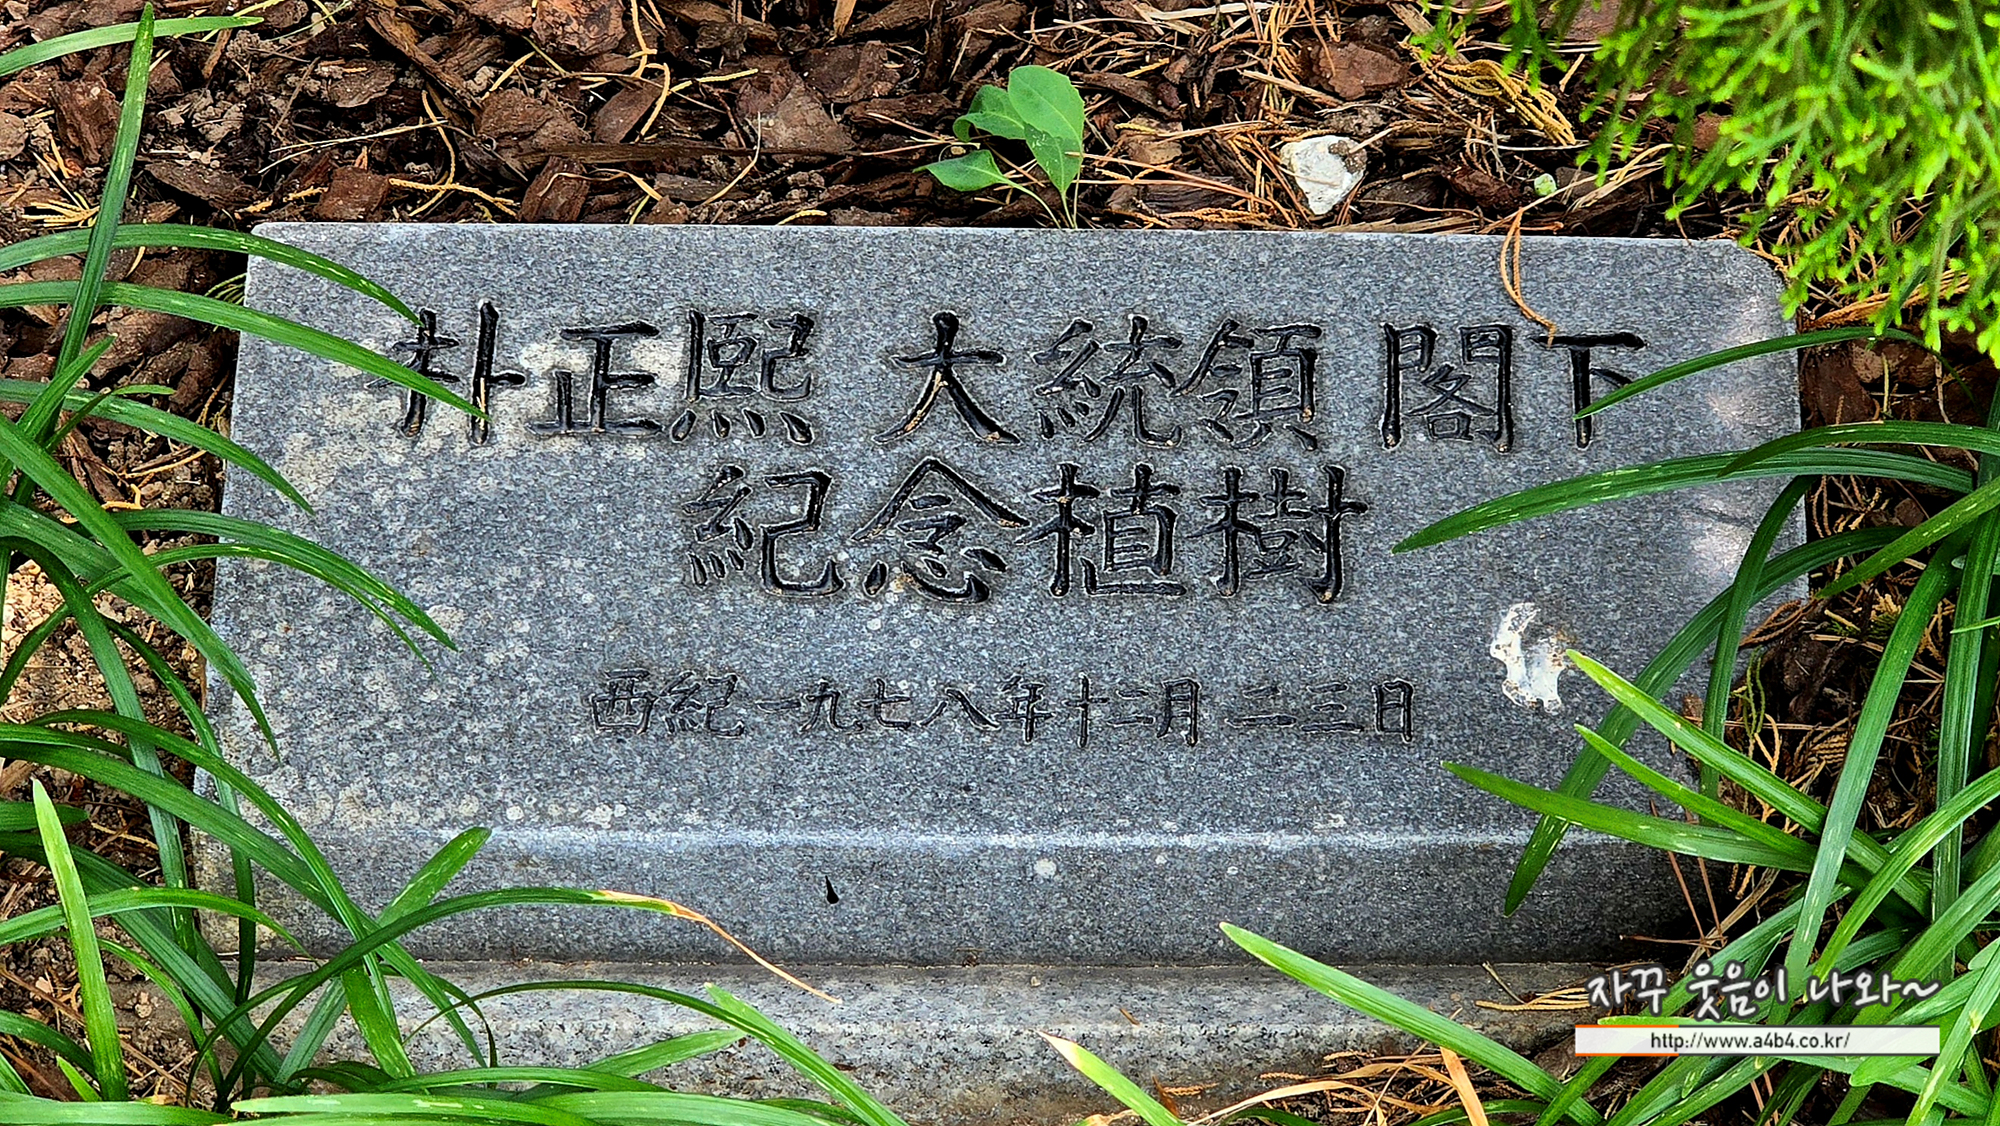 朴正熙 大統領 閣下
紀念植樹
西紀一九七八年十二月 二三日
자꾸 웃음이 나와~
http://www.a4b4.co.kr/